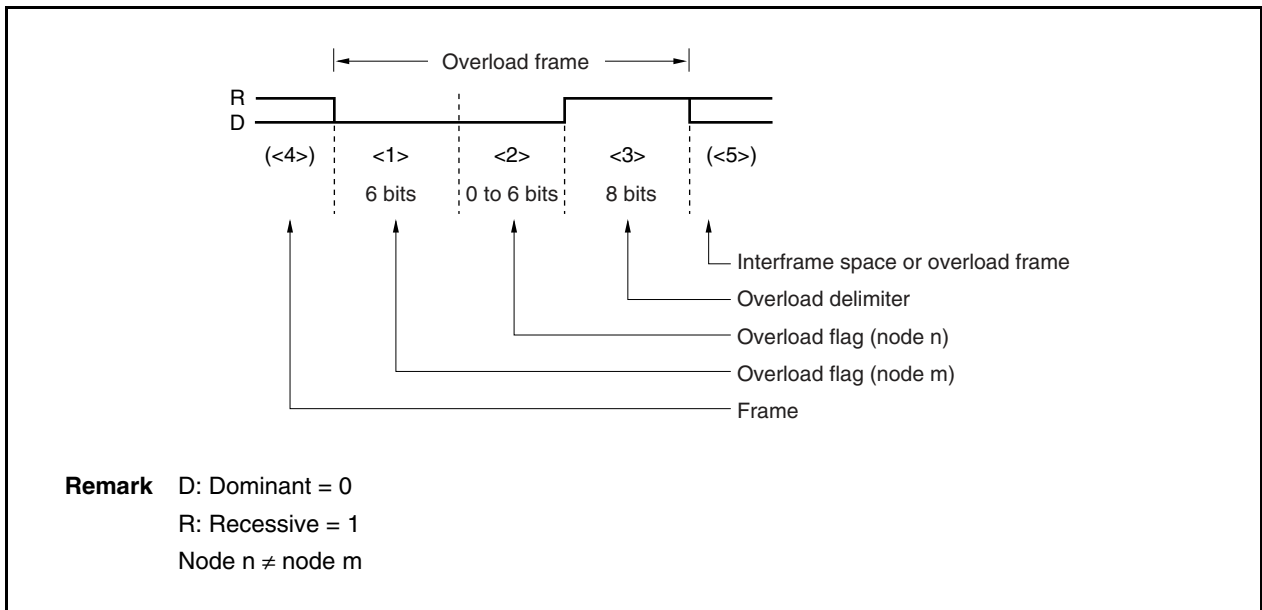 Overload frame
R
D
(<4>) <1> <2> <3> (<5>)
6 bits 0 to 6 bits 8 bits
Interframe space or overload frame
Overload delimiter
Overload flag (node n)
Overload flag (node m)
Frame
Remark D: Dominant = 0
R: Recessive = 1
Node n ≠ node m